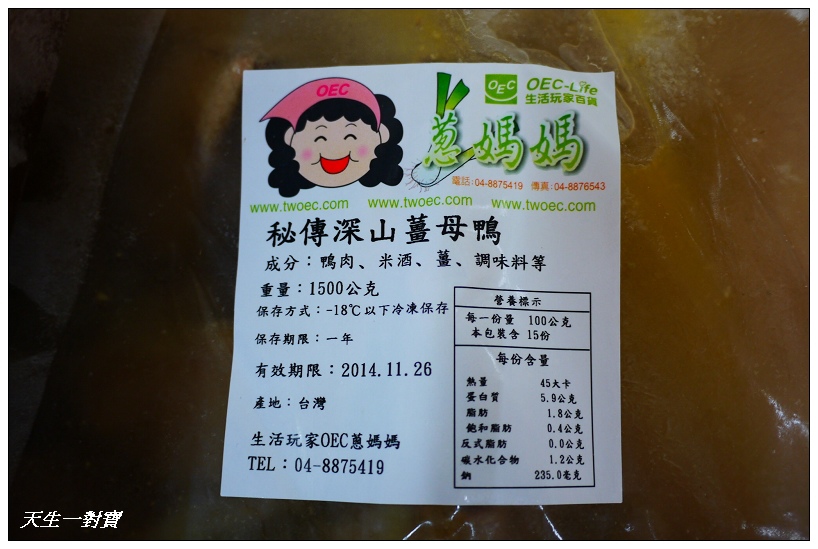 OEC
OEC
OEC-Life
生活玩家百貨
蔥媽媽
電話:04-8875419 傳真:04-8876543
www.twoec.com www.twoec.com www.twoec.com
秘傳深山薑母鴨
成分：鴨肉、米酒、薑、調味料等
重量：1500公克
保存方式：-18℃以下冷凍保存
保存期限：一年
有效期限：2014.11.26
產地：台灣
生活玩家OEC蔥媽媽
TEL：04-8875419
營養標示
每一份量 100公克
本包裝含 15份
每份含量
熱量 45大卡
蛋白質 5.9公克
脂肪 1.8公克
飽和脂肪 0.4公克
反式脂肪 0.0公克
碳水化合物 1.2公克
鈉 235.0毫克
天生一對寶